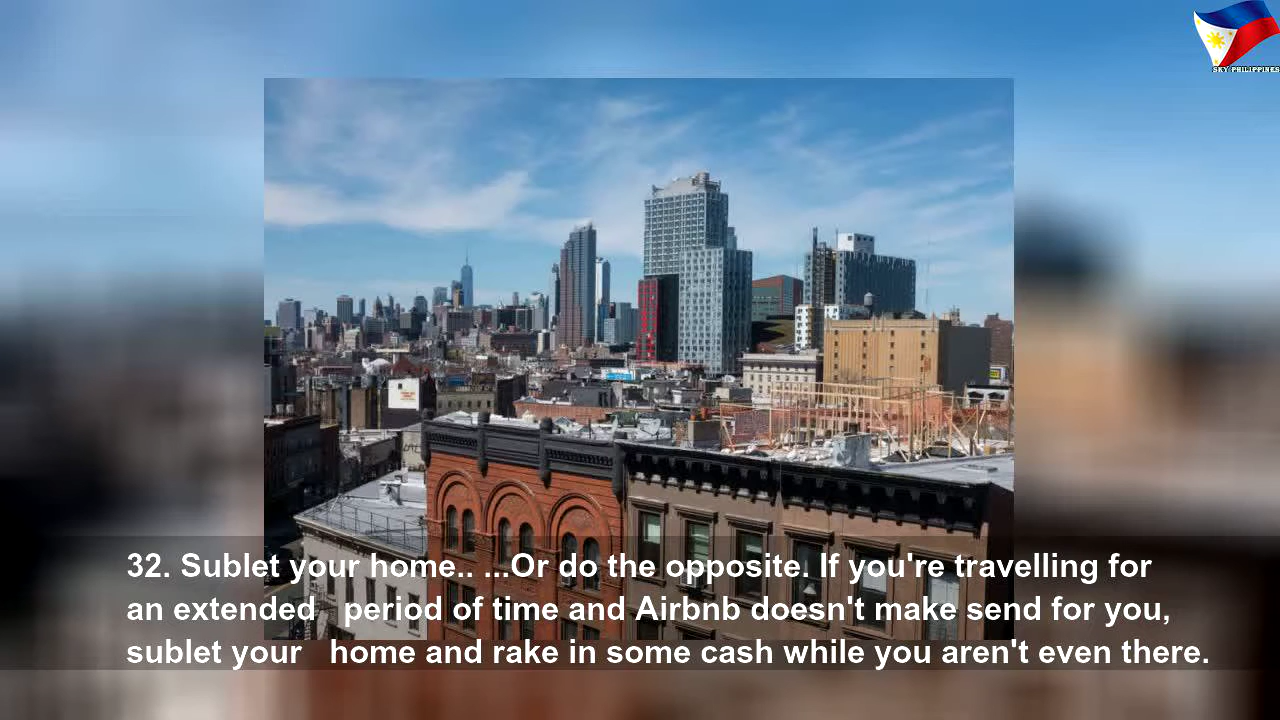 SKY PHILIPPINES
32. Sublet your home.. ...Or do the opposite. If you're travelling for
an extended   period of time and Airbnb doesn't make send for you,
sublet your   home and rake in some cash while you aren't even there.